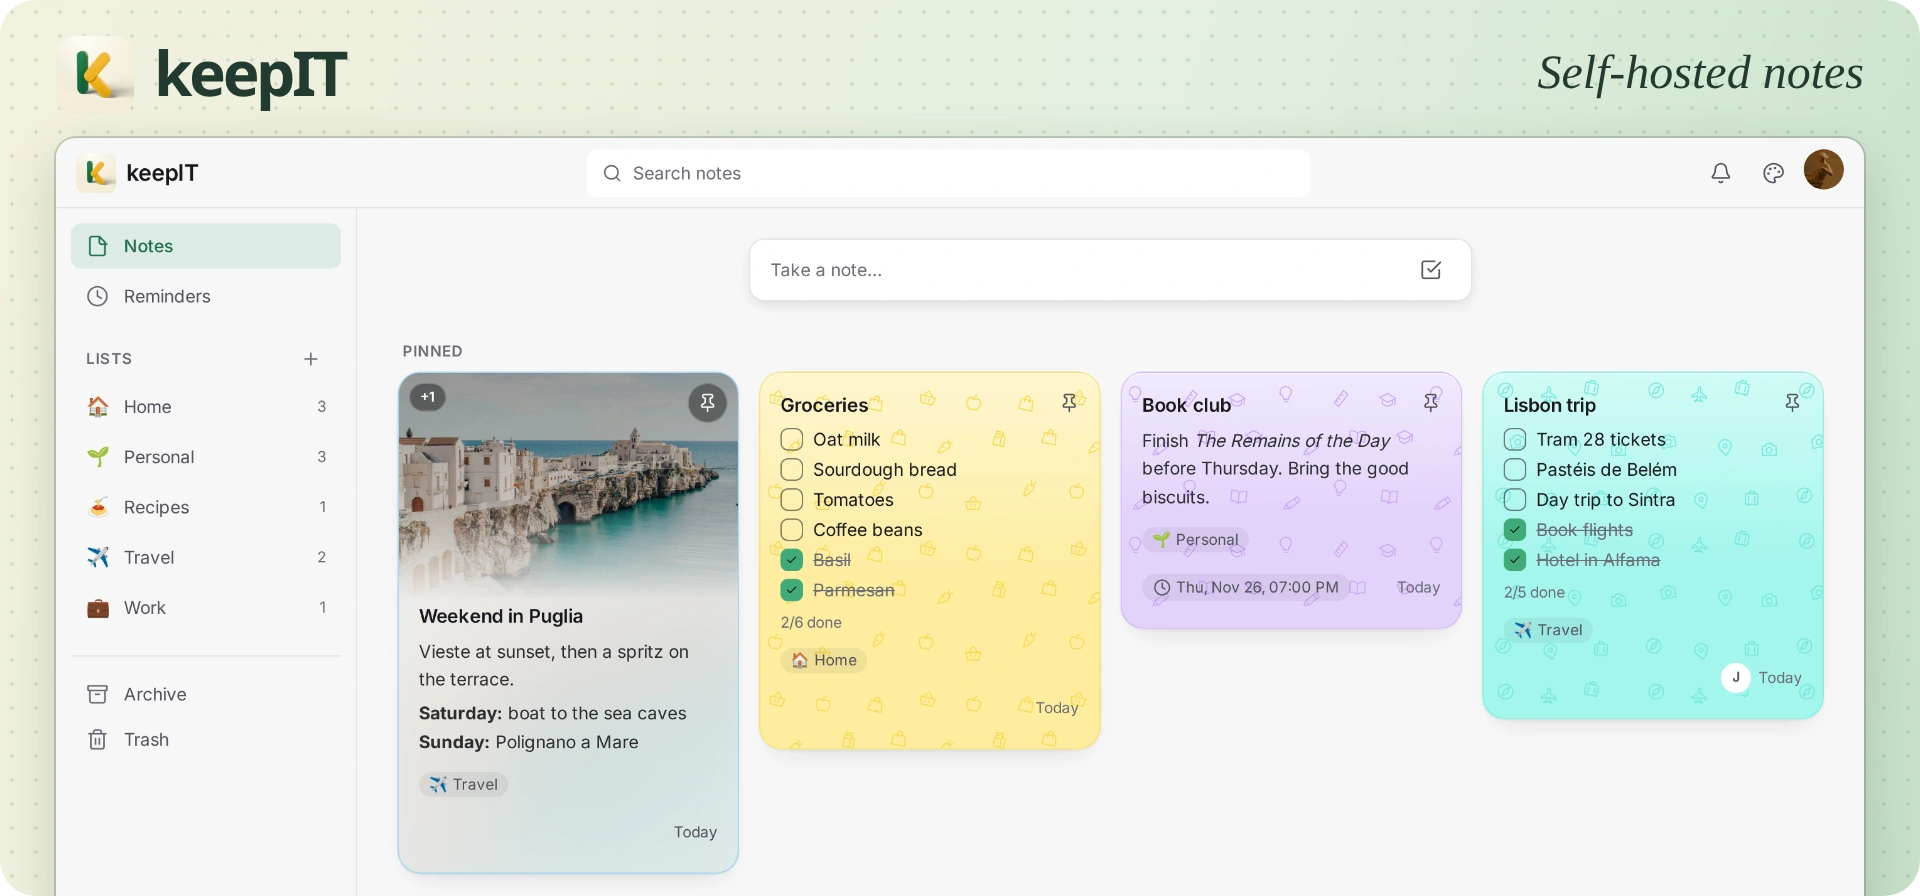 keepIT
Self-hosted notes
keepIT
Search notes
Notes
Reminders
LISTS
Home 3
Personal 3
Recipes 1
Travel 2
Work 1
Archive
Trash
Take a note...
PINNED
+1
Weekend in Puglia
Vieste at sunset, then a spritz on
the terrace.
Saturday: boat to the sea caves
Sunday: Polignano a Mare
Travel
Today
Groceries
Oat milk
Sourdough bread
Tomatoes
Coffee beans
Basil
Parmesan
2/6 done
Home
Today
Book club
Finish The Remains of the Day
before Thursday. Bring the good
biscuits.
Personal
Thu, Nov 26, 07:00 PM Today
Lisbon trip
Tram 28 tickets
Pastéis de Belém
Day trip to Sintra
Book flights
Hotel in Alfama
2/5 done
Travel
J Today